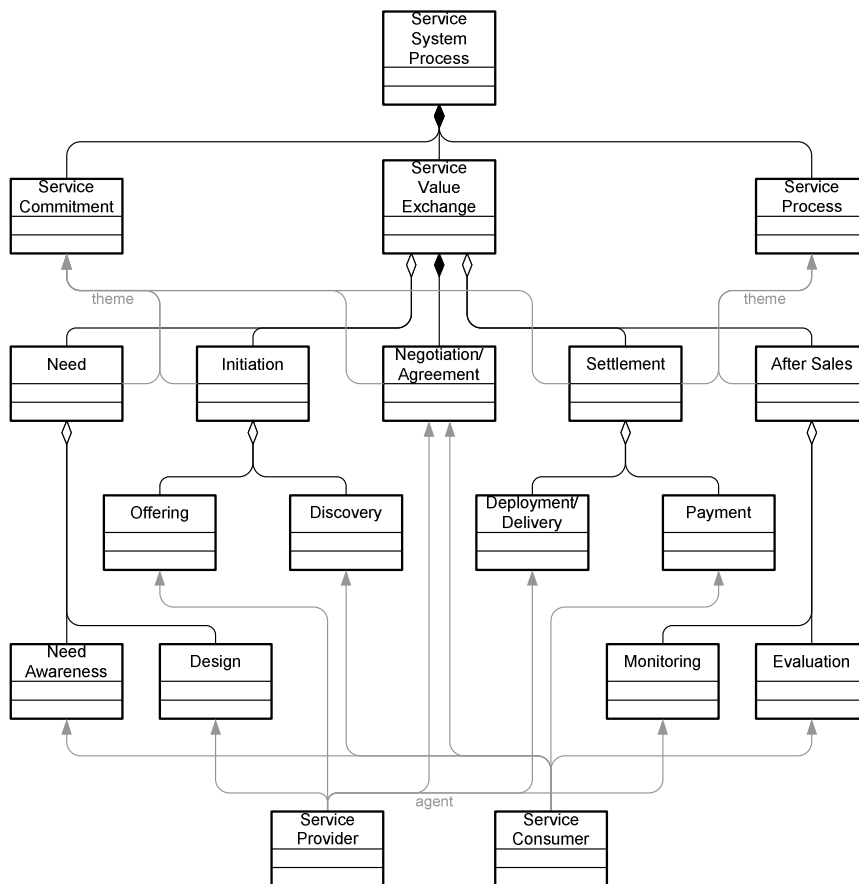 Service
System
Process
Service
Commitment
Service
Value
Exchange
Service
Process
theme
theme
Need
Initiation
Negotiation/
Agreement
Settlement
After Sales
Offering
Discovery
Deployment/
Delivery
Payment
Need
Awareness
Design
Monitoring
Evaluation
agent
Service
Provider
Service
Consumer